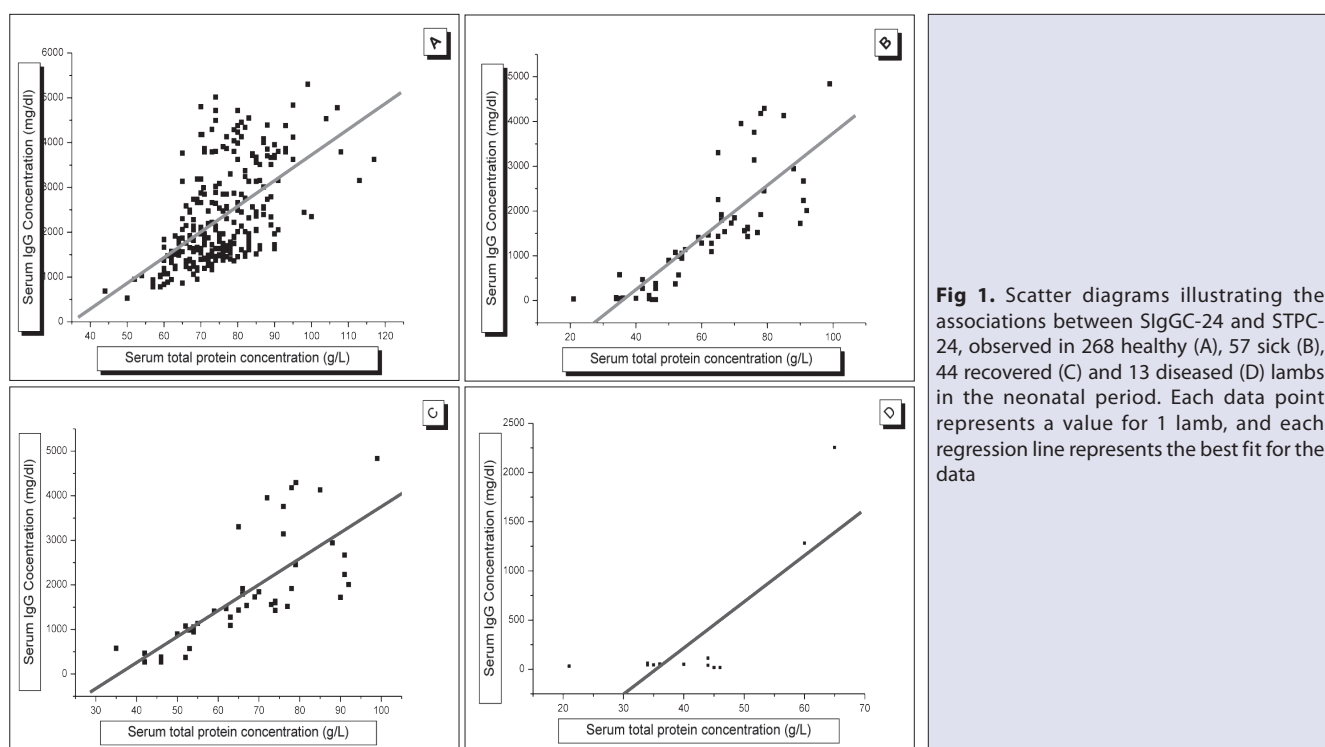 A
Serum IgG Concentration (mg/dl)
6000
5000
4000
3000
2000
1000
0
40 50 60 70 80 90 100 110 120
Serum total protein concentration (g/L)
B
Serum IgG Concentration (mg/dl)
5000
4000
3000
2000
1000
0
20 40 60 80 100
Serum total protein concentration (g/L)
C
Serum IgG Cocentration (mg/dl)
5000
4000
3000
2000
1000
0
30 40 50 60 70 80 90 100
Serum total protein concentration (g/L)
D
Serum IgG Concentration (mg/dl)
2500
2000
1500
1000
500
0
20 30 40 50 60 70
Serum total protein concentration (g/L)
Fig 1. Scatter diagrams illustrating the
associations between SIgGC-24 and STPC-
24, observed in 268 healthy (A), 57 sick (B),
44 recovered (C) and 13 diseased (D) lambs
in the neonatal period. Each data point
represents a value for 1 lamb, and each
regression line represents the best fit for the
data